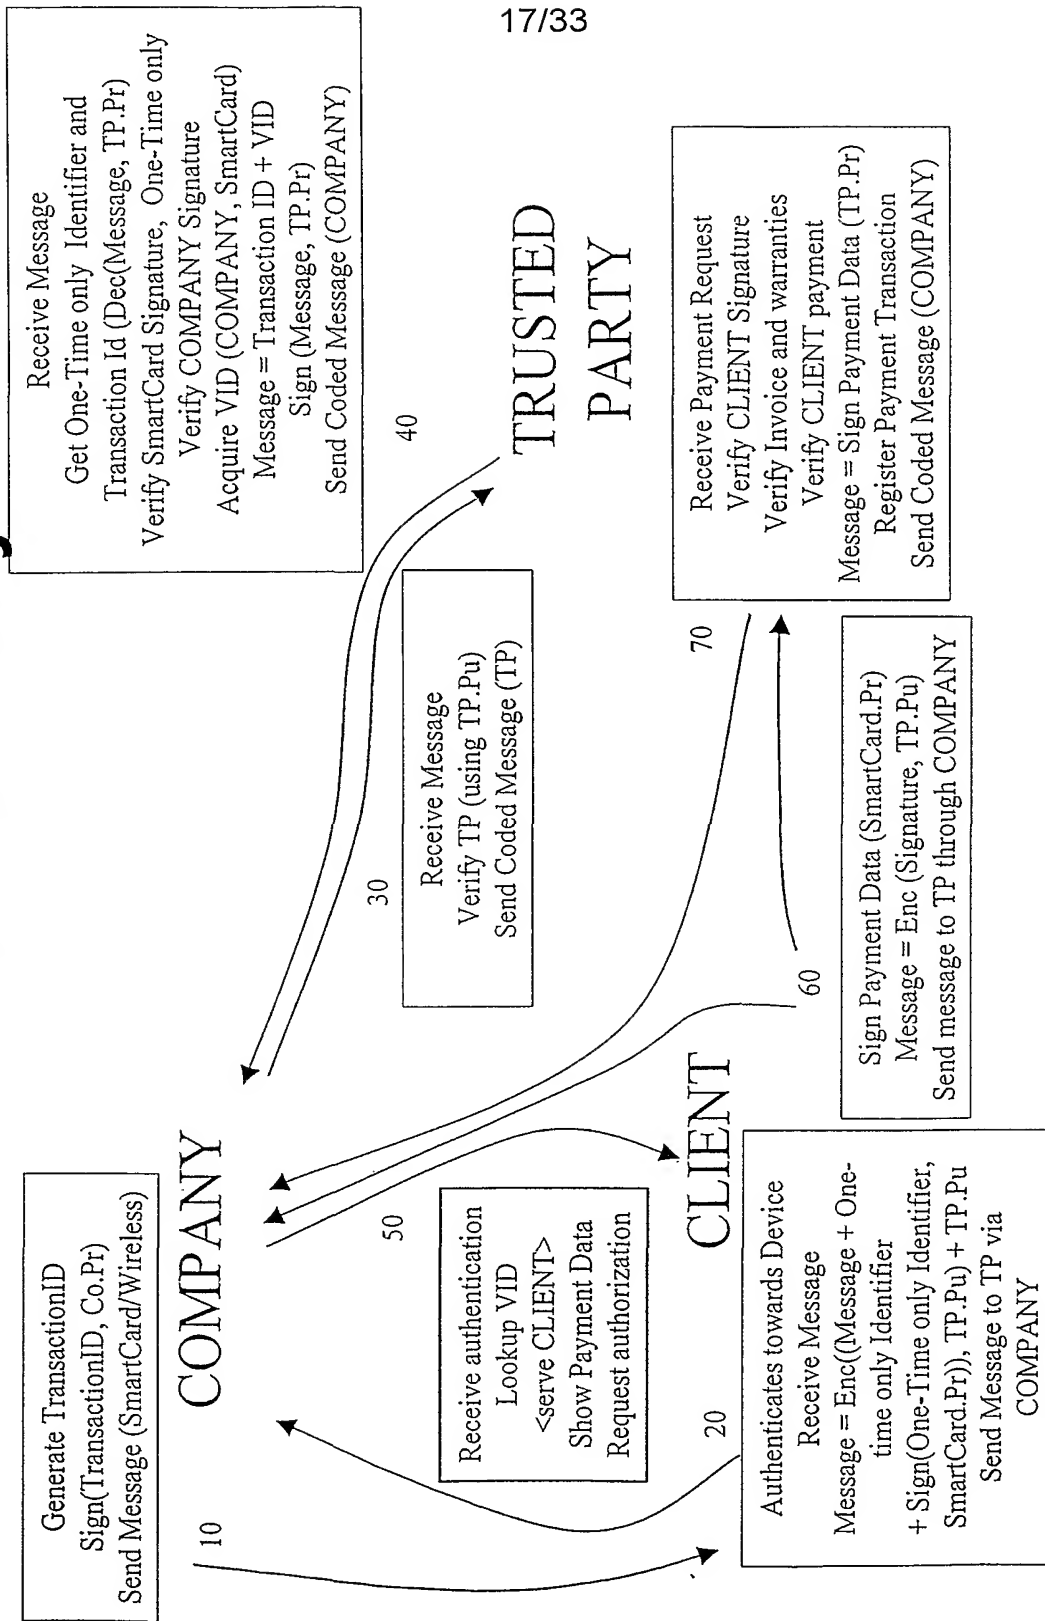 17/33
Generate TransactionID
Sign(TransactionID, Co.Pr)
Send Message (SmartCard/Wireless)
10
COMPANY
Receive authentication
Lookup VID
<serve CLIENT>
Show Payment Data
Request authorization
20
50
CLIENT
Authenticates towards Device
Receive Message
Message = Enc((Message + One-
time only Identifier
+ Sign(One-Time only Identifier,
SmartCard.Pr)), TP.Pu) + TP.Pu
Send Message to TP via
COMPANY
30
Receive Message
Verify TP (using TP.Pu)
Send Coded Message (TP)
60
Sign Payment Data (SmartCard.Pr)
Message = Enc (Signature, TP.Pu)
Send message to TP through COMPANY
Receive Message
Get One-Time only Identifier and
Transaction Id (Dec(Message, TP.Pr)
Verify SmartCard Signature, One-Time only
Verify COMPANY Signature
Acquire VID (COMPANY, SmartCard)
Message = Transaction ID + VID
Sign (Message, TP.Pr)
Send Coded Message (COMPANY)
40
TRUSTED
PARTY
70
Receive Payment Request
Verify CLIENT Signature
Verify Invoice and warranties
Verify CLIENT payment
Message = Sign Payment Data (TP.Pr)
Register Payment Transaction
Send Coded Message (COMPANY)